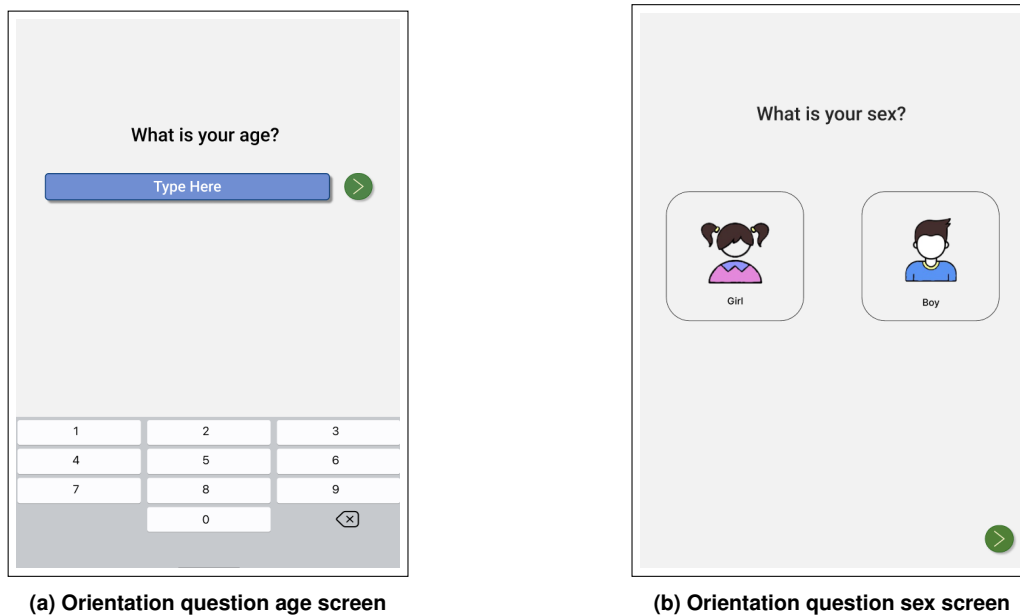 What is your age?
Type Here
1 2 3
4 5 6
7 8 9
0
(a) Orientation question age screen
What is your sex?
Girl Boy
(b) Orientation question sex screen